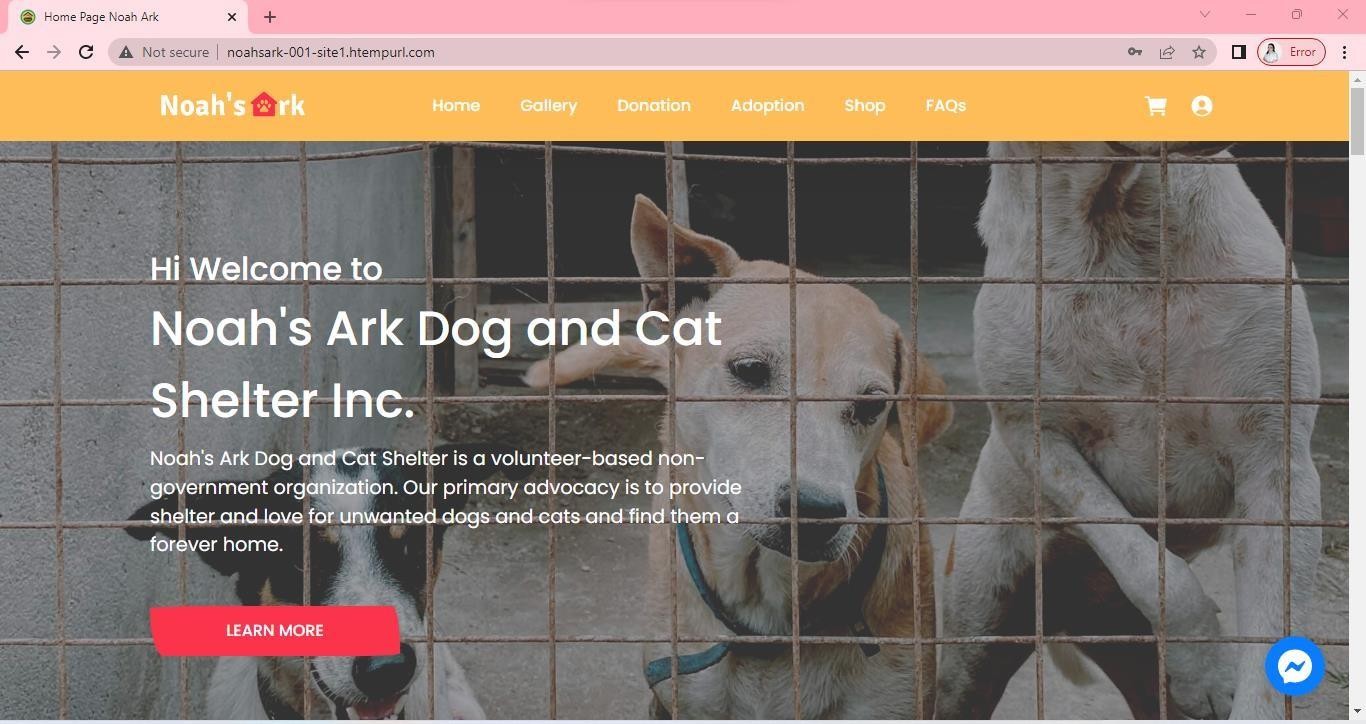 Home Page Noah Ark
Not secure
noahsark-001-site1.htempurl.com
Error
Noah's rk
Home
Gallery
Donation
Adoption
Shop
FAQs
Hi Welcome to
Noah's Ark Dog and Cat
Shelter Inc.
Noah's Ark Dog and Cat Shelter is a volunteer-based non-
government organization. Our primary advocacy is to provide
shelter and love for unwanted dogs and cats and find them a
forever home.
LEARN MORE